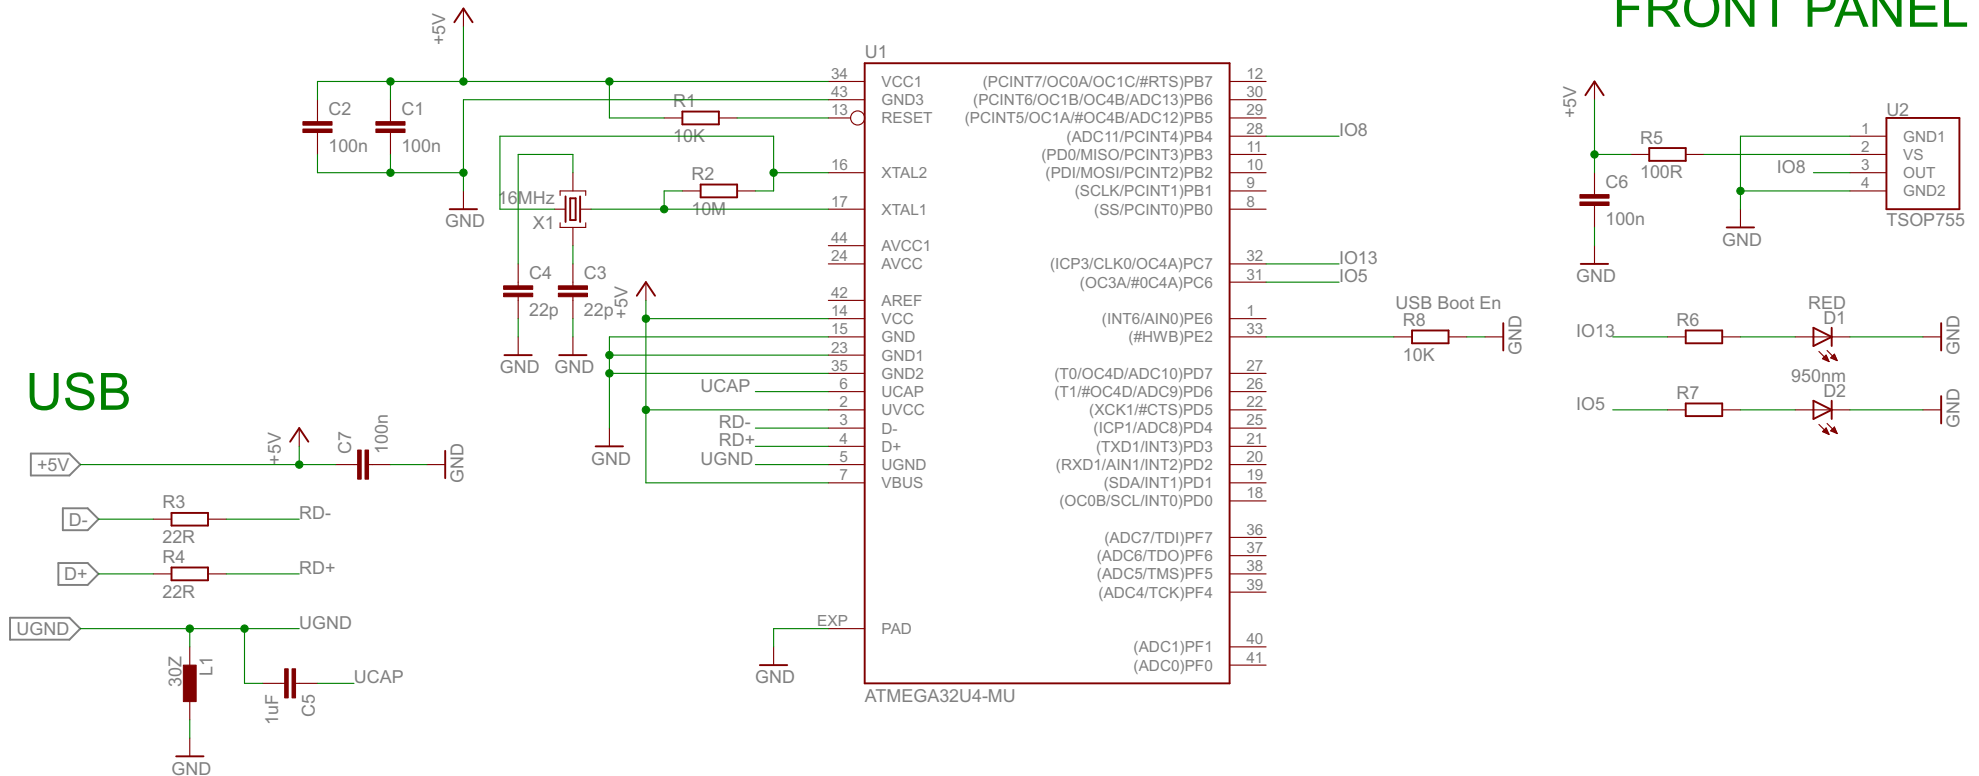 FRONT PANEL
+5V
U1
C2
100n
C1
100n
GND
R1
10K
R2
10M
16MHz
X1
C4
22p
C3
22p
GND
GND
+5V
GND
34 VCC1
43 GND3
13 RESET
16 XTAL2
17 XTAL1
44 AVCC1
24 AVCC
42 AREF
14 VCC
15 GND
23 GND1
35 GND2
UCAP 6 UCAP
2 UVCC
RD- 3 D-
RD+ 4 D+
UGND 5 UGND
7 VBUS
EXP PAD
GND
ATMEGA32U4-MU
(PCINT7/OC0A/OC1C/#RTS)PB7 12
(PCINT6/OC1B/OC4B/ADC13)PB6 30
(PCINT5/OC1A/#OC4B/ADC12)PB5 29
(ADC11/PCINT4)PB4 28 IO8
(PD0/MISO/PCINT3)PB3 11
(PDI/MOSI/PCINT2)PB2 10
(SCLK/PCINT1)PB1 9
(SS/PCINT0)PB0 8
(ICP3/CLK0/OC4A)PC7 32 IO13
(OC3A/#0C4A)PC6 31 IO5
(INT6/AIN0)PE6 1
(#HWB)PE2 33
(T0/OC4D/ADC10)PD7 27
(T1/#OC4D/ADC9)PD6 26
(XCK1/#CTS)PD5 22
(ICP1/ADC8)PD4 25
(TXD1/INT3)PD3 21
(RXD1/AIN1/INT2)PD2 20
(SDA/INT1)PD1 19
(OC0B/SCL/INT0)PD0 18
(ADC7/TDI)PF7 36
(ADC6/TDO)PF6 37
(ADC5/TMS)PF5 38
(ADC4/TCK)PF4 39
(ADC1)PF1 40
(ADC0)PF0 41
USB Boot En
R8
10K
GND
+5V
R5
100R
C6
100n
GND
U2
1 GND1
2 VS
IO8 3 OUT
4 GND2
TSOP755
GND
RED
IO13 R6 D1 GND
950nm
IO5 R7 D2 GND
USB
+5V
+5V
C7
100n
GND
D-
R3
22R
RD-
D+
R4
22R
RD+
UGND
UGND
30Z
L1
1uF
C5
UCAP
GND